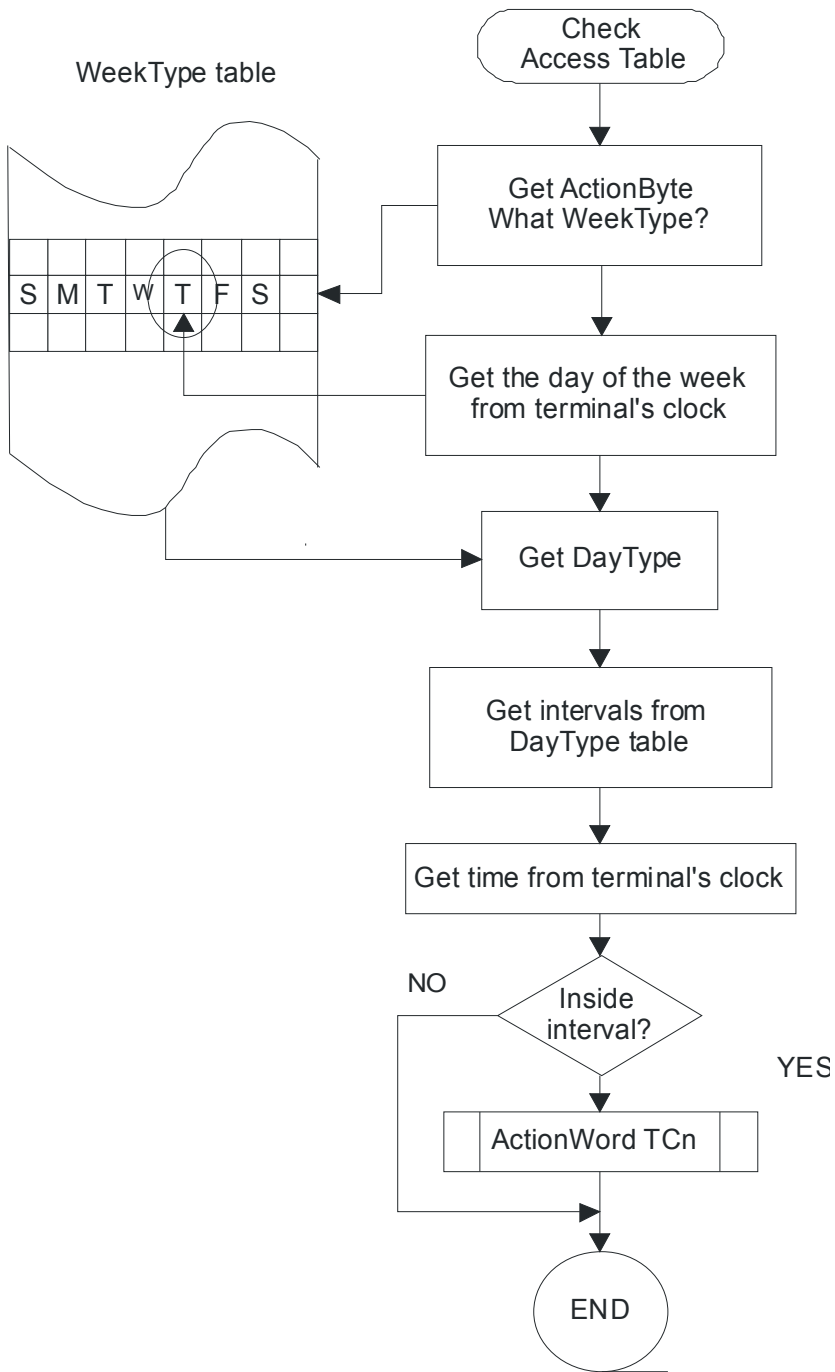 Check
Access Table
WeekType table
Get ActionByte
What WeekType?
S M T W T F S
Get the day of the week
from terminal's clock
Get DayType
Get intervals from
DayType table
Get time from terminal's clock
NO
Inside
interval?
YES
ActionWord TCn
END